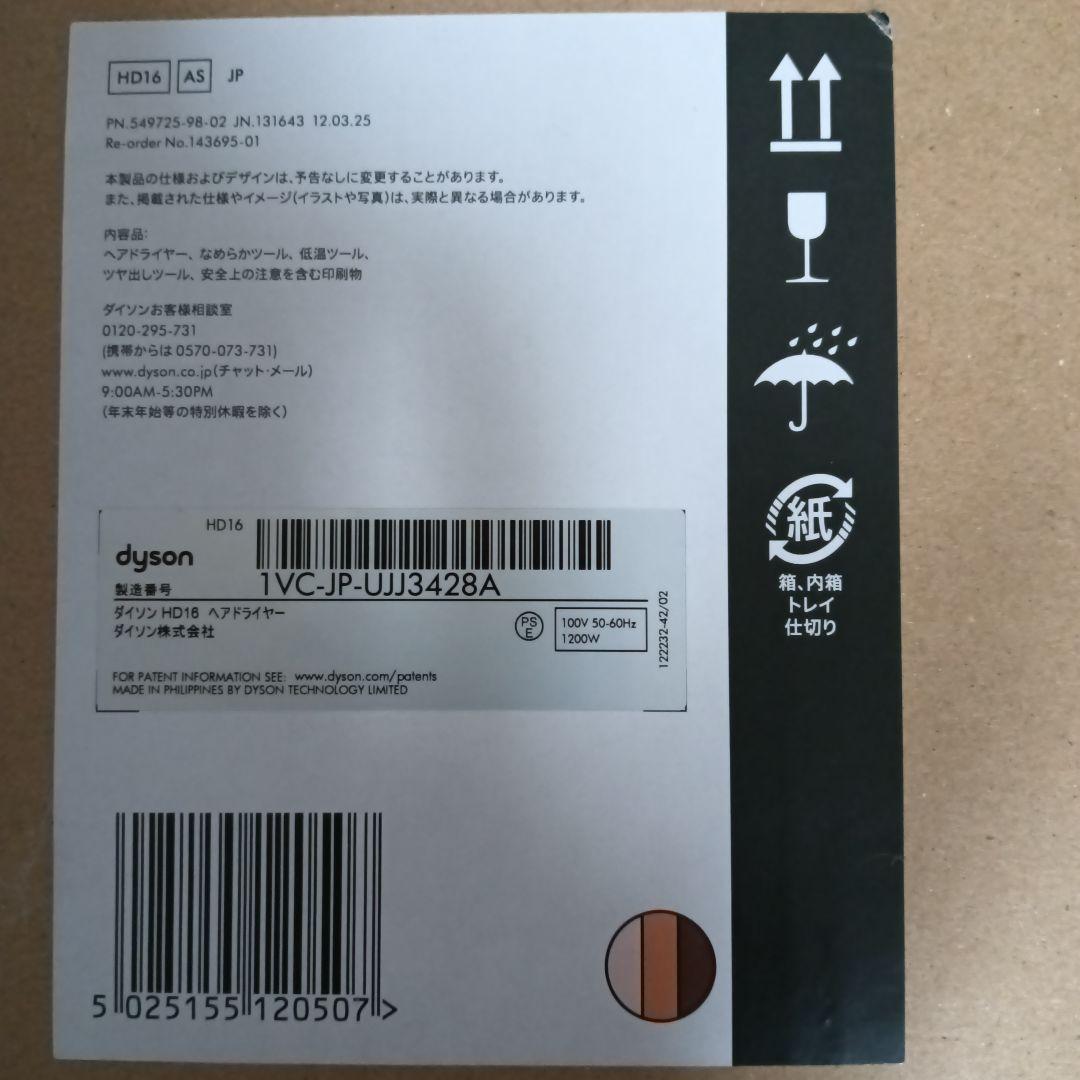 HD16 AS JP
PN.549725-98-02 JN.131643 12.03.25
Re-order No.143695-01
本製品の仕様およびデザインは、予告なしに変更することがあります。
また、掲載された仕様やイメージ(イラストや写真)は、実際と異なる場合があります。
内容品:
ヘアドライヤー、なめらかツール、低温ツール、
ツヤ出しツール、安全上の注意を含む印刷物
ダイソンお客様相談室
0120-295-731
(携帯からは 0570-073-731)
www.dyson.co.jp(チャット・メール)
9:00AM-5:30PM
(年末年始等の特別休暇を除く)
HD16
dyson
製造番号 1VC-JP-UJJ3428A
ダイソン HD16 ヘアドライヤー
ダイソン株式会社
PS
E
100V 50-60Hz
1200W
122232-42/02
FOR PATENT INFORMATION SEE: www.dyson/patents
MADE IN PHILIPPINES BY DYSON TECHNOLOGY LIMITED
5 025155 120507 >
紙
箱、内箱
トレイ
仕切り